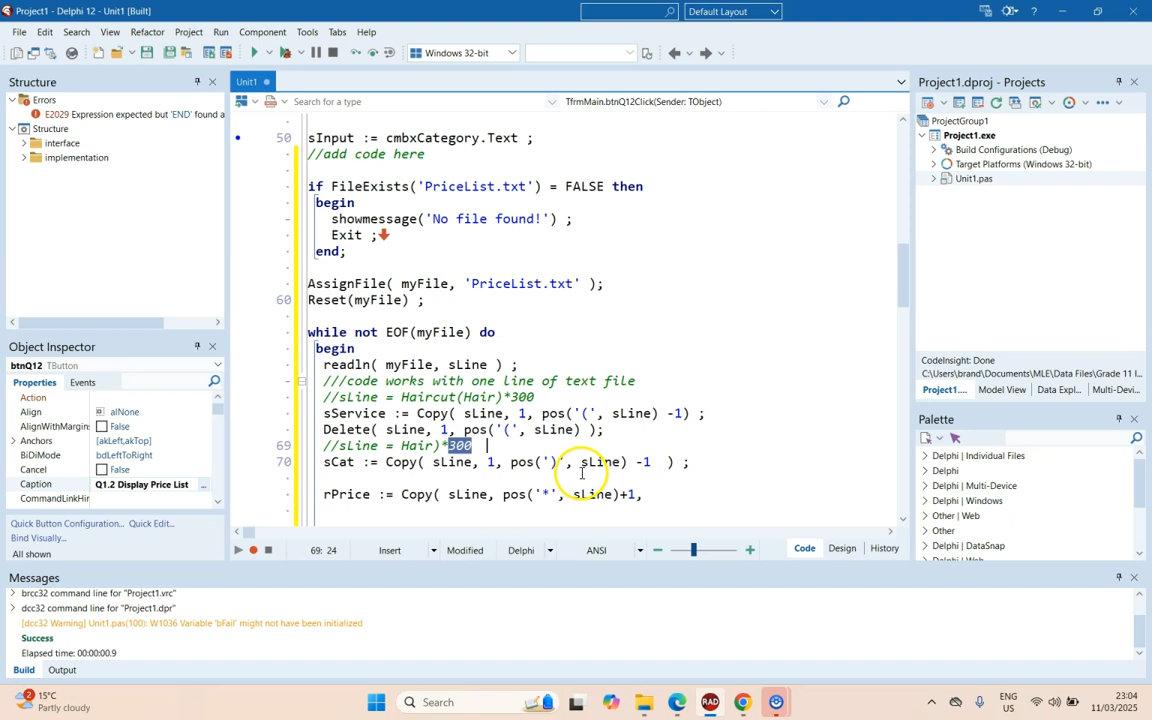 Project1 - Delphi 12 - Unit1 [Built]
Default Layout
File Edit Search View Refactor Project Run Component Tools Tabs Help
Windows 32-bit
Structure
Errors
E2029 Expression expected but 'END' found a
Structure
interface
implementation
Object Inspector
btnQ12 TButton
Properties Events
Action
Align alNone
AlignWithMargins False
Anchors [akLeft,akTop]
BiDiMode bdLeftToRight
Cancel False
Caption Q1.2 Display Price List ...
CommandLinkHin
Quick Button Configuration... Quick Edit...
Bind Visually...
All shown
Unit1
Search for a type
TfrmMain.btnQ12Click(Sender: TObject)
50 sInput := cmbxCategory.Text ;
//add code here
if FileExists('PriceList.txt') = FALSE then
begin
showmessage('No file found!') ;
Exit ;
end;
AssignFile( myFile, 'PriceList.txt' );
60 Reset(myFile) ;
while not EOF(myFile) do
begin
readln( myFile, sLine ) ;
///code works with one line of text file
//sLine = Haircut(Hair)*300
sService := Copy( sLine, 1, pos('(', sLine) -1) ;
Delete( sLine, 1, pos('(', sLine) );
69 //sLine = Hair)*300
70 sCat := Copy( sLine, 1, pos(')', sLine) -1 ) ;
rPrice := Copy( sLine, pos('*', sLine)+1,
69: 24 Insert Modified Delphi ANSI Code Design History
Project1.dproj - Projects
ProjectGroup1
Project1.exe
Build Configurations (Debug)
Target Platforms (Windows 32-bit)
Unit1.pas
CodeInsight: Done
C:\Users\brand\Documents\MLE\Data Files\Grade 11 I
Project1.... Model View Data Expl... Multi-Devi...
Palette
Delphi | Individual Files
Delphi
Delphi | Multi-Device
Delphi | Windows
Other | Web
Other
Delphi | DataSnap
Messages
brcc32 command line for "Project1.vrc"
dcc32 command line for "Project1.dpr"
[dcc32 Warning] Unit1.pas(100): W1036 Variable 'bFail' might not have been initialized
Success
Elapsed time: 00:00:00.9
Build Output
2
15°C
Partly cloudy
Search
RAD
ENG
US
23:04
11/03/2025